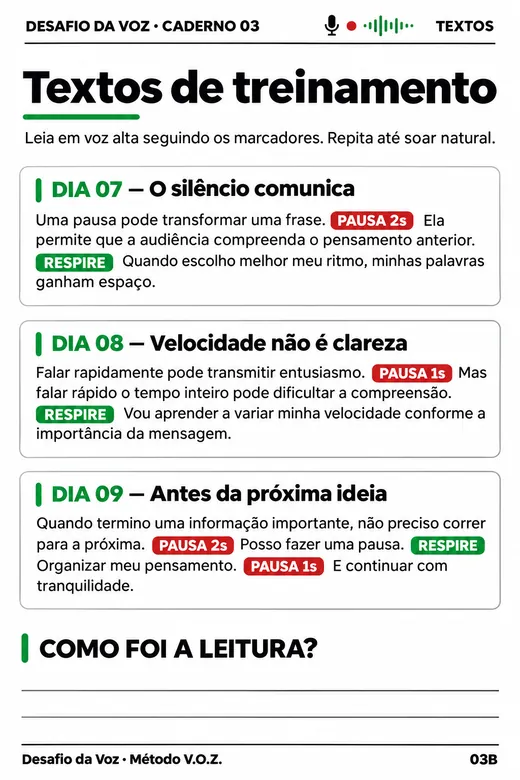 DESAFIO DA VOZ • CADERNO 03
TEXTOS
Textos de treinamento
Leia em voz alta seguindo os marcadores. Repita até soar natural.
DIA 07 — O silêncio comunica
Uma pausa pode transformar uma frase. PAUSA 2s Ela
permite que a audiência compreenda o pensamento anterior.
RESPIRE Quando escolho melhor meu ritmo, minhas palavras
ganham espaço.
DIA 08 — Velocidade não é clareza
Falar rapidamente pode transmitir entusiasmo. PAUSA 1s Mas
falar rápido o tempo inteiro pode dificultar a compreensão.
RESPIRE Vou aprender a variar minha velocidade conforme a
importância da mensagem.
DIA 09 — Antes da próxima ideia
Quando termino uma informação importante, não preciso correr
para a próxima. PAUSA 2s Posso fazer uma pausa. RESPIRE
Organizar meu pensamento. PAUSA 1s E continuar com
tranquilidade.
COMO FOI A LEITURA?
Desafio da Voz • Método V.O.Z.
03B